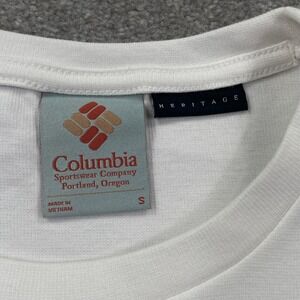 Columbia
Sportswear Company
Portland, Oregon
MADE IN
VIETNAM
S
HERITAGE